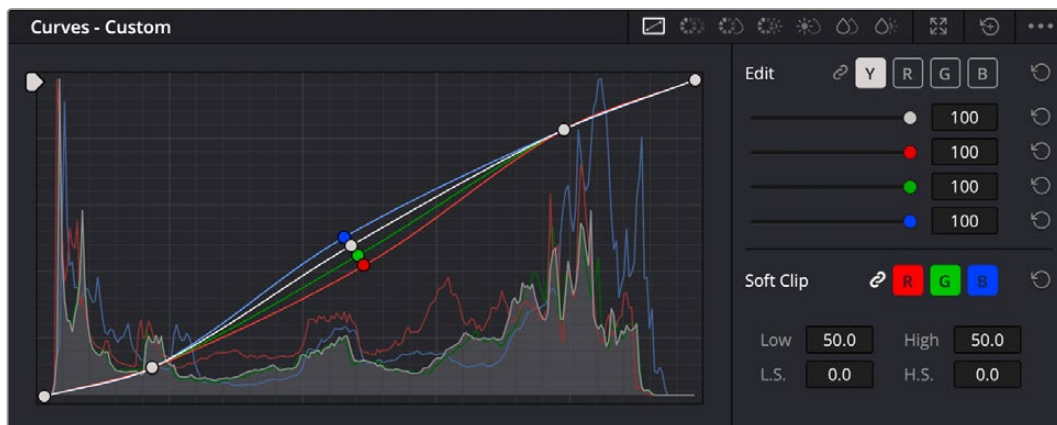 Curves - Custom
Edit Y R G B
100
100
100
100
Soft Clip R G B
Low 50.0 High 50.0
L.S. 0.0 H.S. 0.0